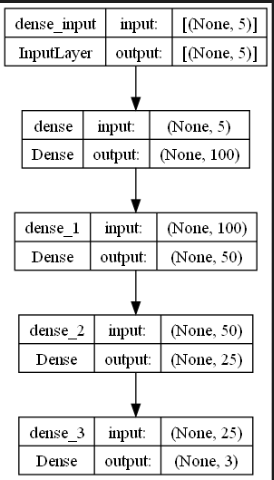 dense_input input: [(None, 5)]
InputLayer output: [(None, 5)]
dense input: (None, 5)
Dense output: (None, 100)
dense_1 input: (None, 100)
Dense output: (None, 50)
dense_2 input: (None, 50)
Dense output: (None, 25)
dense_3 input: (None, 25)
Dense output: (None, 3)